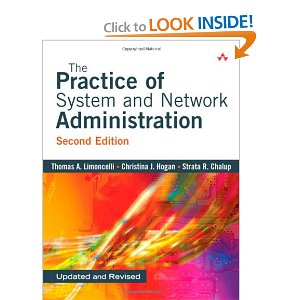 Click to LOOK INSIDE!
The
Practice of
System and Network
Administration
Second Edition
Thomas A. Limoncelli • Christina J. Hogan • Strata R. Chalup
Updated and Revised